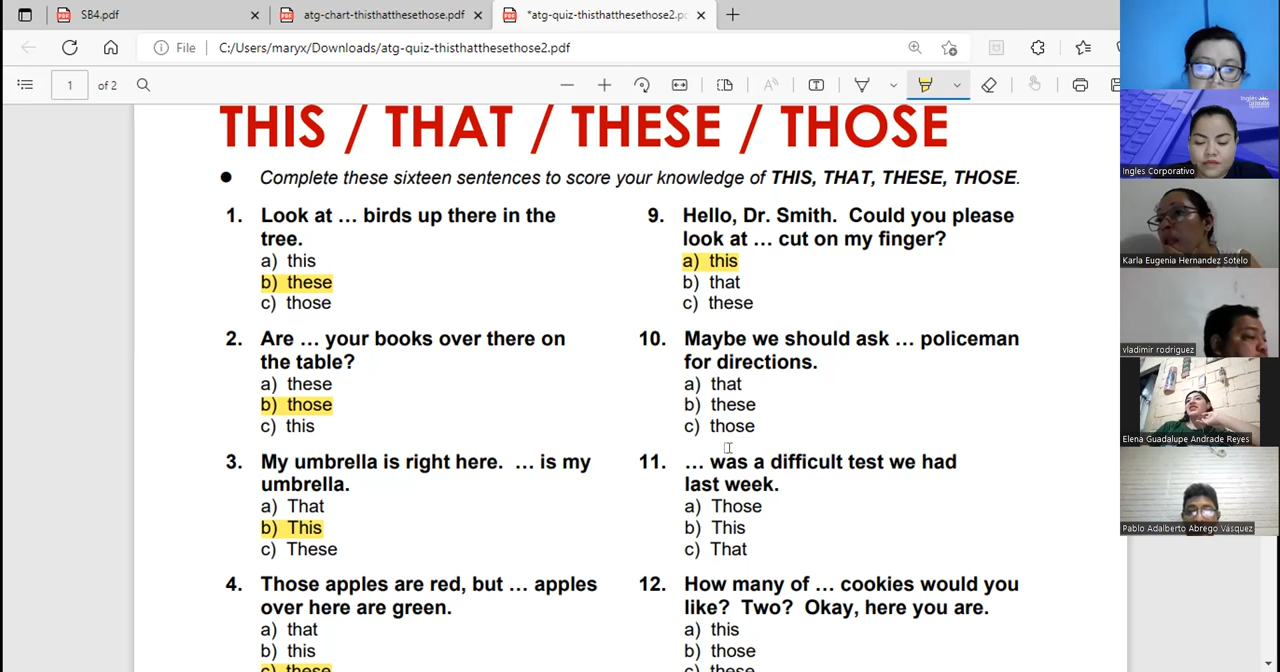 SB4.pdf
atg-chart-thisthatthesethose.pdf
*atg-quiz-thisthatthesethose2.pdf
File
C:/Users/maryx/Downloads/atg-quiz-thisthatthesethose2.pdf
1 of 2
THIS / THAT / THESE / THOSE
● Complete these sixteen sentences to score your knowledge of THIS, THAT, THESE, THOSE.
1. Look at … birds up there in the
tree.
a) this
b) these
c) those
2. Are … your books over there on
the table?
a) these
b) those
c) this
3. My umbrella is right here. … is my
umbrella.
a) That
b) This
c) These
4. Those apples are red, but … apples
over here are green.
a) that
b) this
c) these
9. Hello, Dr. Smith. Could you please
look at … cut on my finger?
a) this
b) that
c) these
10. Maybe we should ask … policeman
for directions.
a) that
b) these
c) those
11. … was a difficult test we had
last week.
a) Those
b) This
c) That
12. How many of … cookies would you
like? Two? Okay, here you are.
a) this
b) those
c) these
Ingles Corporativo
Karla Eugenia Hernandez Sotelo
vladimir rodriguez
Elena Guadalupe Andrade Reyes
Pablo Adalberto Abrego Vásquez